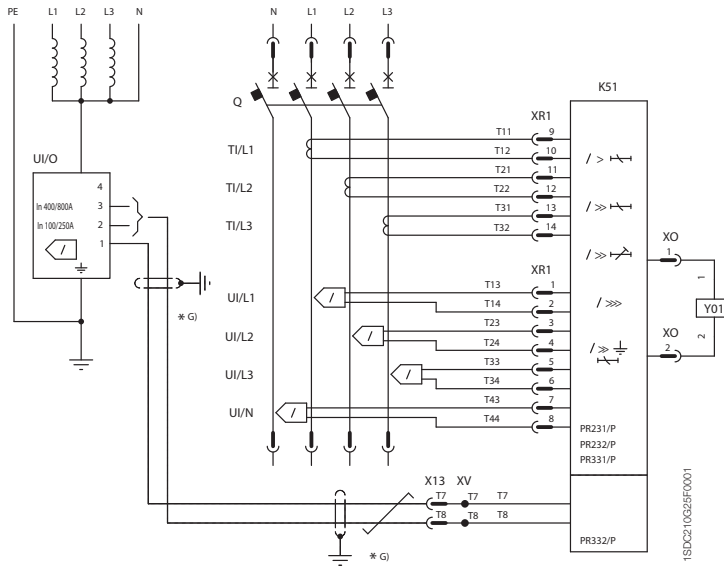 PE L1 L2 L3 N
N L1 L2 L3
Q
UI/O
4
In 400/800A 3
In 100/250A 2
/ 1
* G)
TI/L1
TI/L2
TI/L3
UI/L1 /
UI/L2 /
UI/L3 /
UI/N /
XR1
T11 9
T12 10
T21 11
T22 12
T31 13
T32 14
XR1
T13 1
T14 2
T23 3
T24 4
T33 5
T34 6
T43 7
T44 8
K51
/ >
/ >>
/ >>
/ >>>
/ >>
PR231/P
PR232/P
PR331/P
PR332/P
XO
1 1
Y01
XO
2 2
X13 XV
T7 T7 T7
T8 T8 T8
* G)
1SDC210G25F0001